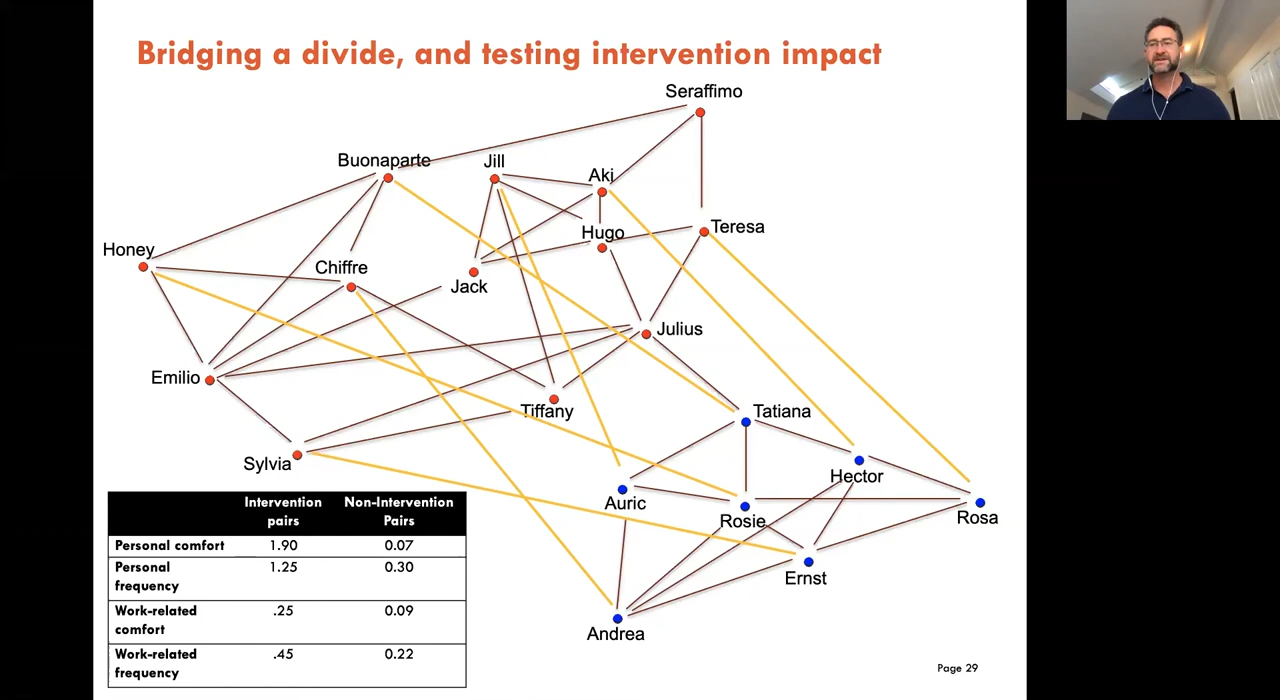 Bridging a divide, and testing intervention impact
Seraffimo
Buonaparte
Jill
Aki
Hugo
Teresa
Honey
Chiffre
Jack
Julius
Emilio
Tiffany
Tatiana
Sylvia
Hector
Auric
Rosie
Rosa
Ernst
Andrea
Intervention pairs
Non-Intervention Pairs
Personal comfort 1.90 0.07
Personal frequency 1.25 0.30
Work-related comfort .25 0.09
Work-related frequency .45 0.22
Page 29